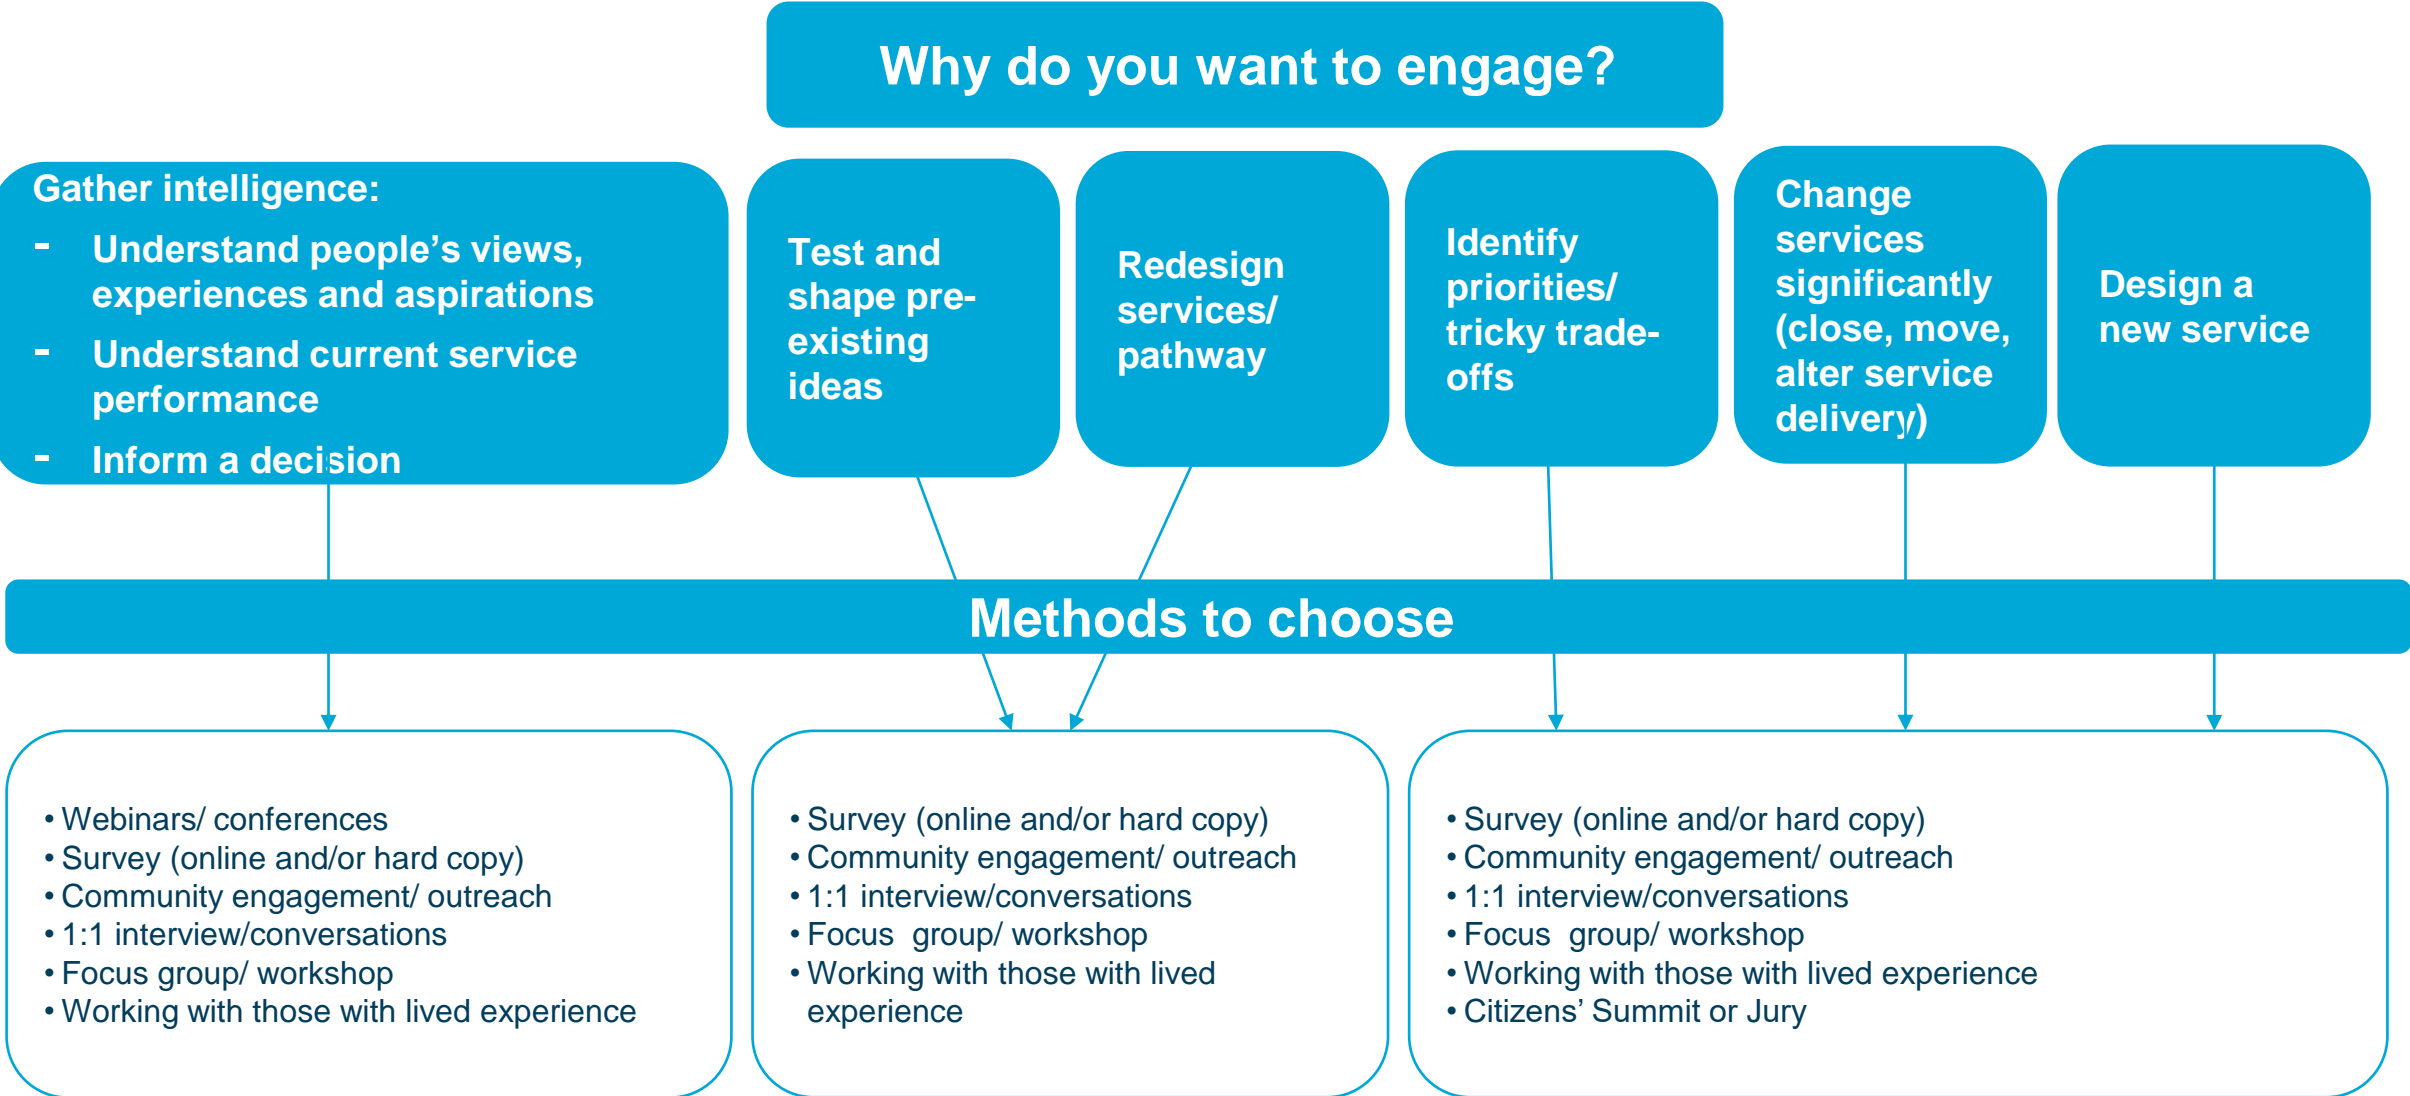 Why do you want to engage?
Gather intelligence:
- Understand people’s views,
experiences and aspirations
- Understand current service
performance
- Inform a decision
Test and
shape pre-
existing
ideas
Redesign
services/
pathway
Identify
priorities/
tricky trade-
offs
Change
services
significantly
(close, move,
alter service
delivery)
Design a
new service
Methods to choose
• Webinars/ conferences
• Survey (online and/or hard copy)
• Community engagement/ outreach
• 1:1 interview/conversations
• Focus group/ workshop
• Working with those with lived experience
• Survey (online and/or hard copy)
• Community engagement/ outreach
• 1:1 interview/conversations
• Focus  group/ workshop
• Working with those with lived
experience
• Survey (online and/or hard copy)
• Community engagement/ outreach
• 1:1 interview/conversations
• Focus  group/ workshop
• Working with those with lived experience
• Citizens’ Summit or Jury